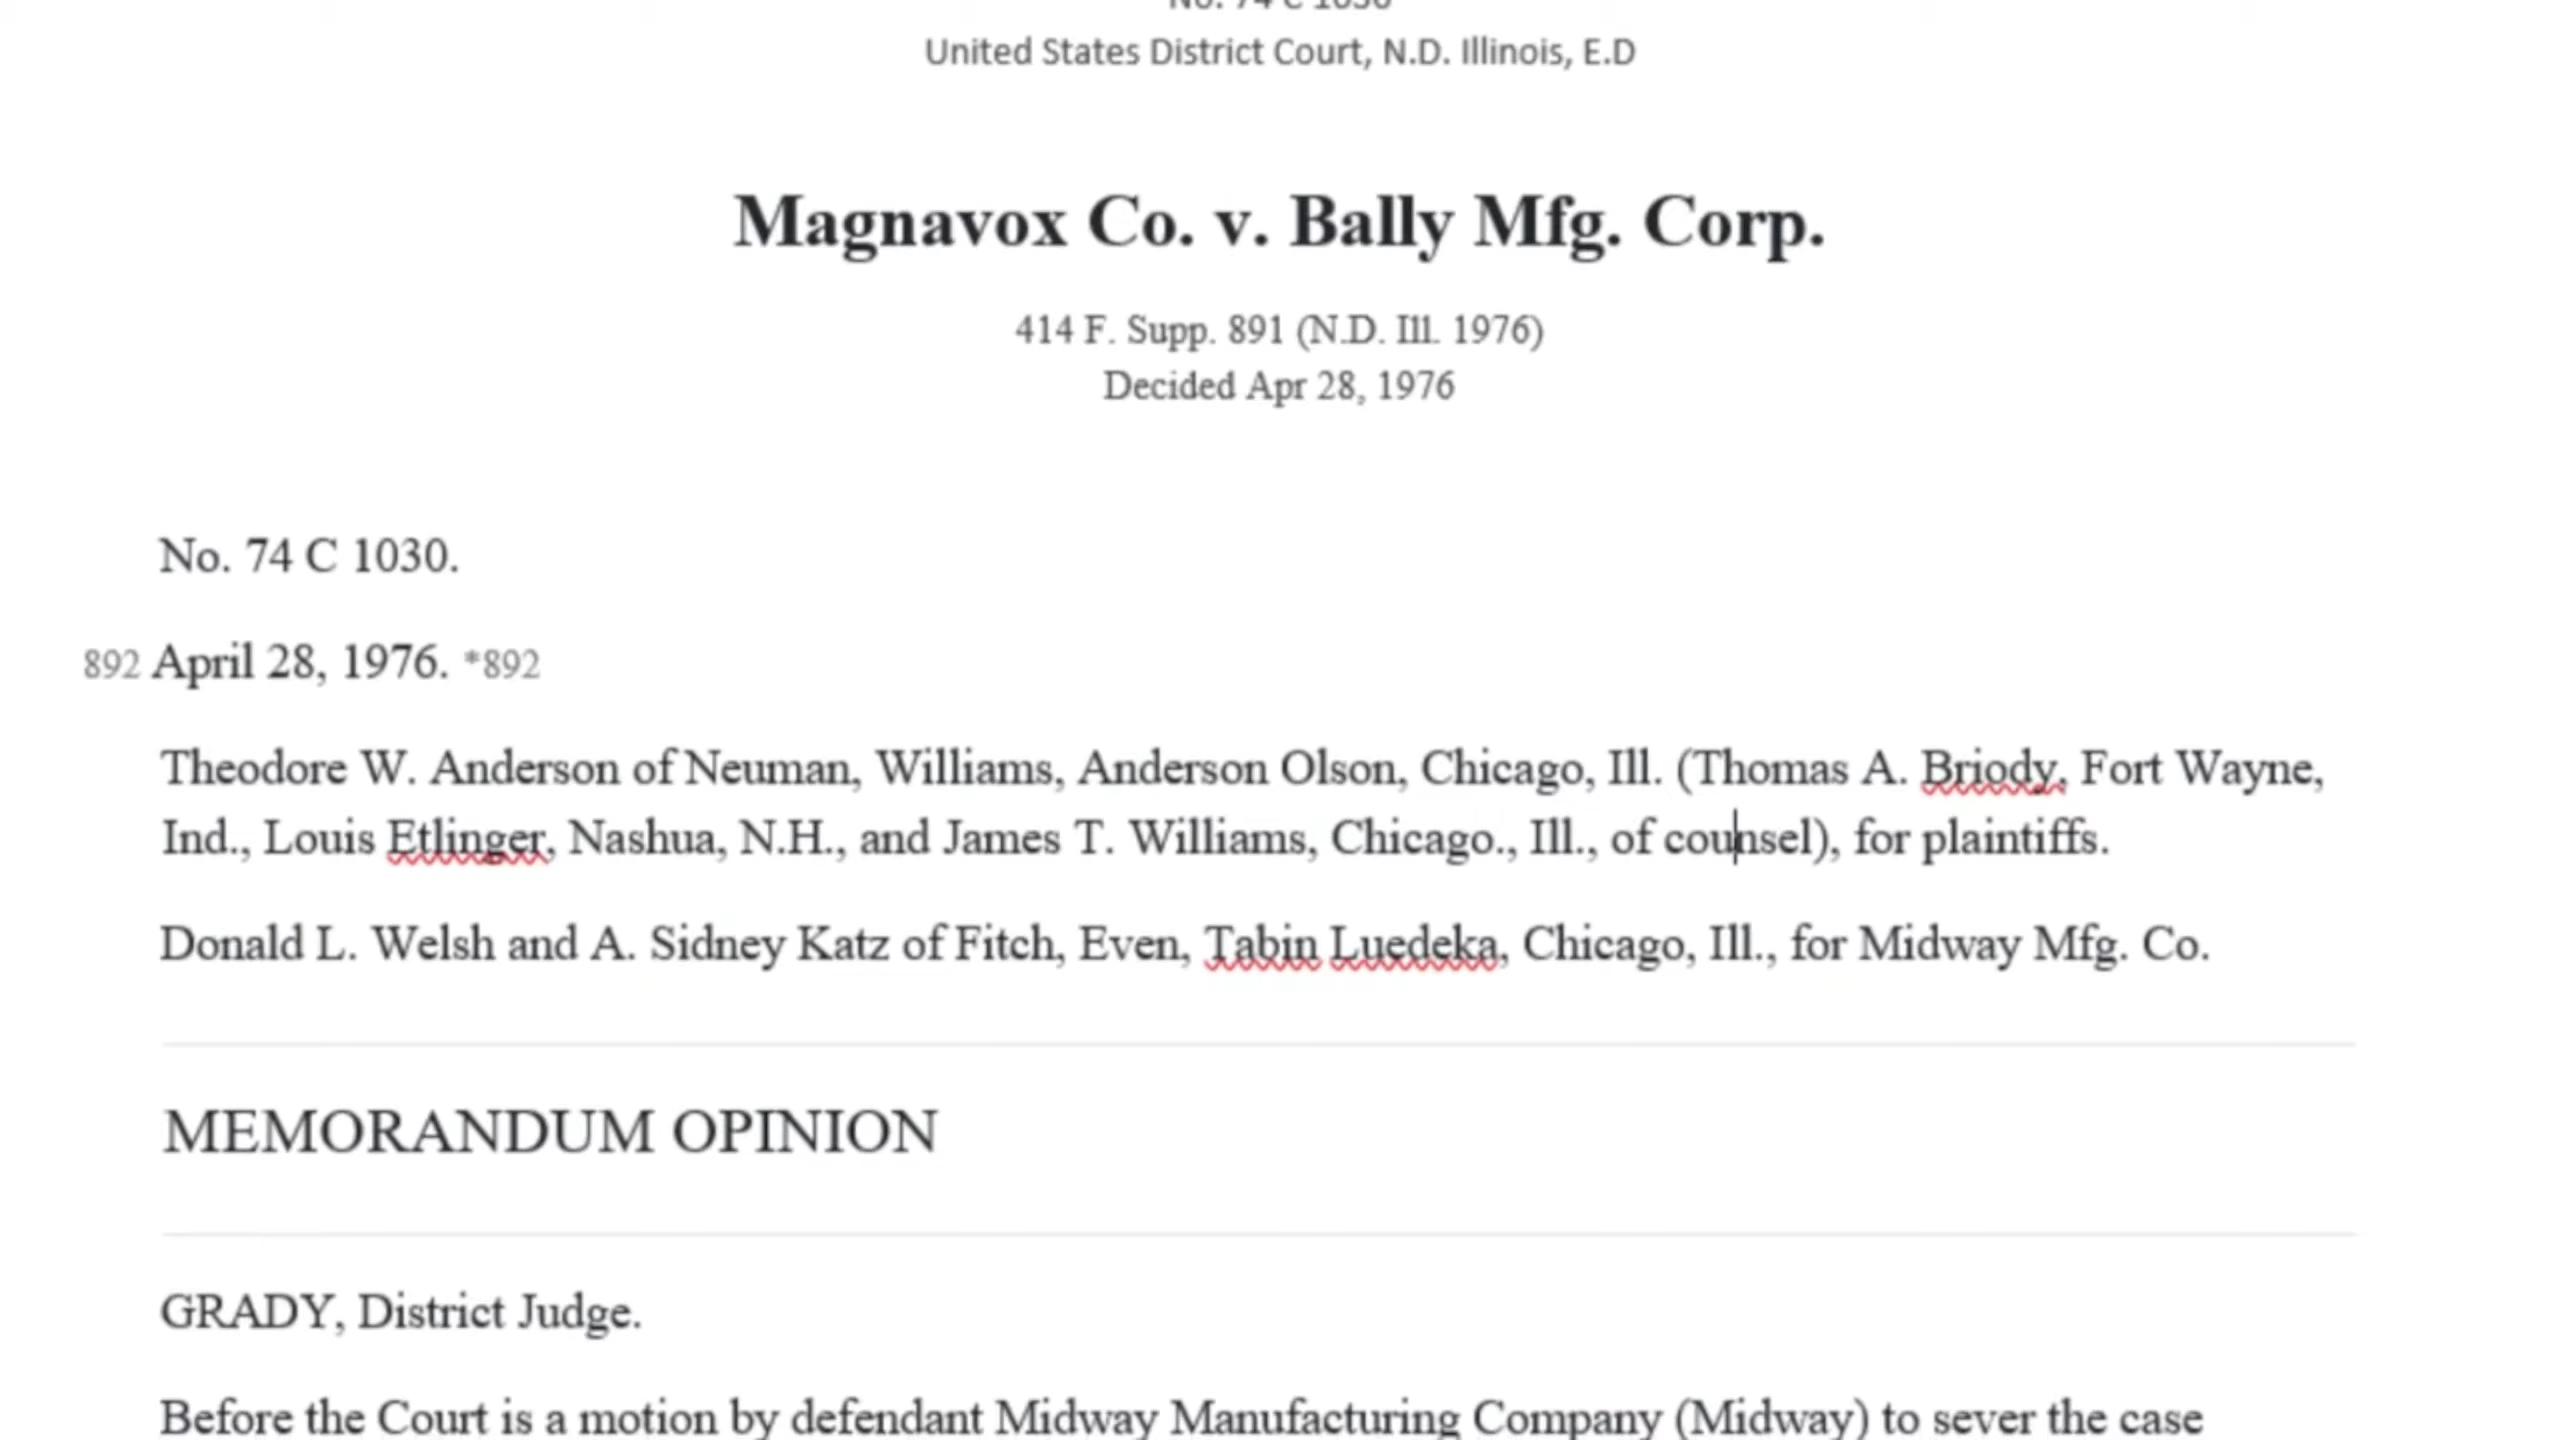 No. 74 C 1030
United States District Court, N.D. Illinois, E.D
Magnavox Co. v. Bally Mfg. Corp.
414 F. Supp. 891 (N.D. Ill. 1976)
Decided Apr 28, 1976
No. 74 C 1030.
892 April 28, 1976. *892
Theodore W. Anderson of Neuman, Williams, Anderson Olson, Chicago, Ill. (Thomas A. Briody, Fort Wayne,
Ind., Louis Etlinger, Nashua, N.H., and James T. Williams, Chicago., Ill., of counsel), for plaintiffs.
Donald L. Welsh and A. Sidney Katz of Fitch, Even, Tabin Luedeka, Chicago, Ill., for Midway Mfg. Co.
MEMORANDUM OPINION
GRADY, District Judge.
Before the Court is a motion by defendant Midway Manufacturing Company (Midway) to sever the case